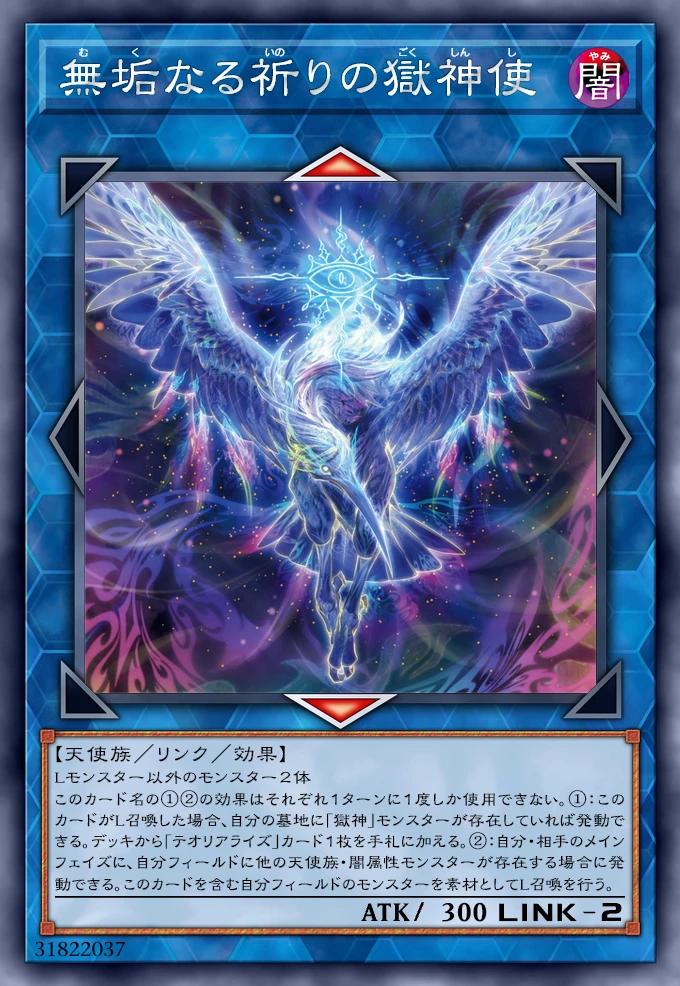 無垢なる祈りの獄神使
むく いの ごくしんし
闇
やみ
【天使族／リンク／効果】
Lモンスター以外のモンスター2体
このカード名の①②の効果はそれぞれ1ターンに1度しか使用できない。①：この
カードがL召喚した場合、自分の墓地に「獄神」モンスターが存在していれば発動で
きる。デッキから「テオリアライズ」カード1枚を手札に加える。②：自分・相手のメイン
フェイズに、自分フィールドに他の天使族・闇属性モンスターが存在する場合に発
動できる。このカードを含む自分フィールドのモンスターを素材としてL召喚を行う。
ATK/ 300 LINK-2
31822037